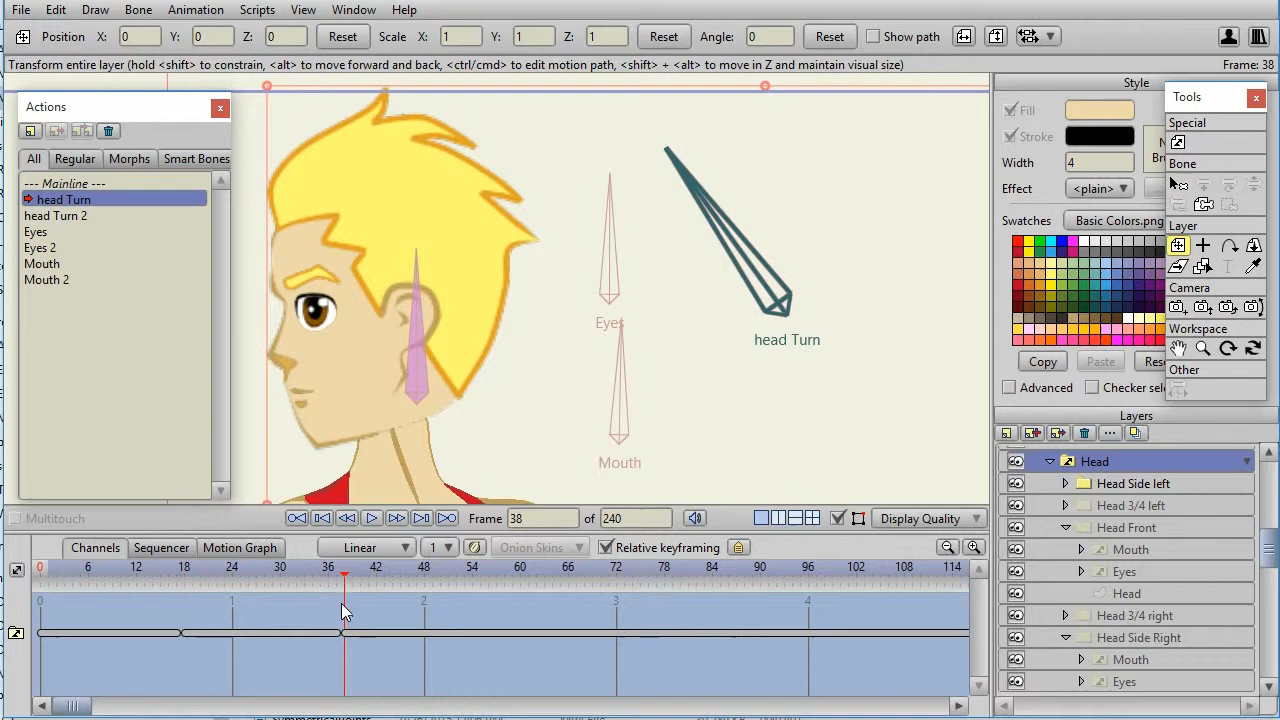 File Edit Draw Bone Animation Scripts View Window Help
Position X: 0 Y: 0 Z: 0 Reset Scale X: 1 Y: 1 Z: 1 Reset Angle: 0 Reset Show path
Transform entire layer (hold <shift> to constrain, <alt> to move forward and back, <ctrl/cmd> to edit motion path, <shift> + <alt> to move in Z and maintain visual size) Frame: 38
Actions
All Regular Morphs Smart Bones
--- Mainline ---
head Turn
head Turn 2
Eyes
Eyes 2
Mouth
Mouth 2
Eyes
head Turn
Mouth
Style
Fill
Stroke
Width 4
Effect <plain>
Swatches Basic Colors.png
Copy Paste
Advanced Checker
Tools
Special
Bone
Layer
Camera
Workspace
Other
Layers
Head
Head Side left
Head 3/4 left
Head Front
Mouth
Eyes
Head
Head 3/4 right
Head Side Right
Mouth
Eyes
Multitouch Frame 38 of 240 Display Quality
Channels Sequencer Motion Graph Linear 1 Onion Skins Relative keyframing
0 6 12 18 24 30 36 42 48 54 60 66 72 78 84 90 96 102 108 114
0 1 2 3 4